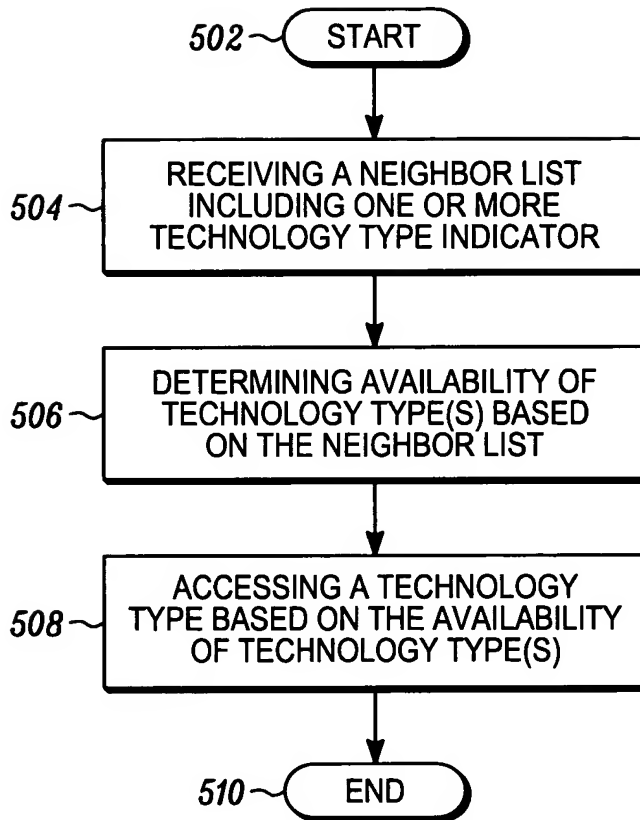 502 START
504 RECEIVING A NEIGHBOR LIST
INCLUDING ONE OR MORE
TECHNOLOGY TYPE INDICATOR
506 DETERMINING AVAILABILITY OF
TECHNOLOGY TYPE(S) BASED
ON THE NEIGHBOR LIST
508 ACCESSING A TECHNOLOGY
TYPE BASED ON THE AVAILABILITY
OF TECHNOLOGY TYPE(S)
510 END